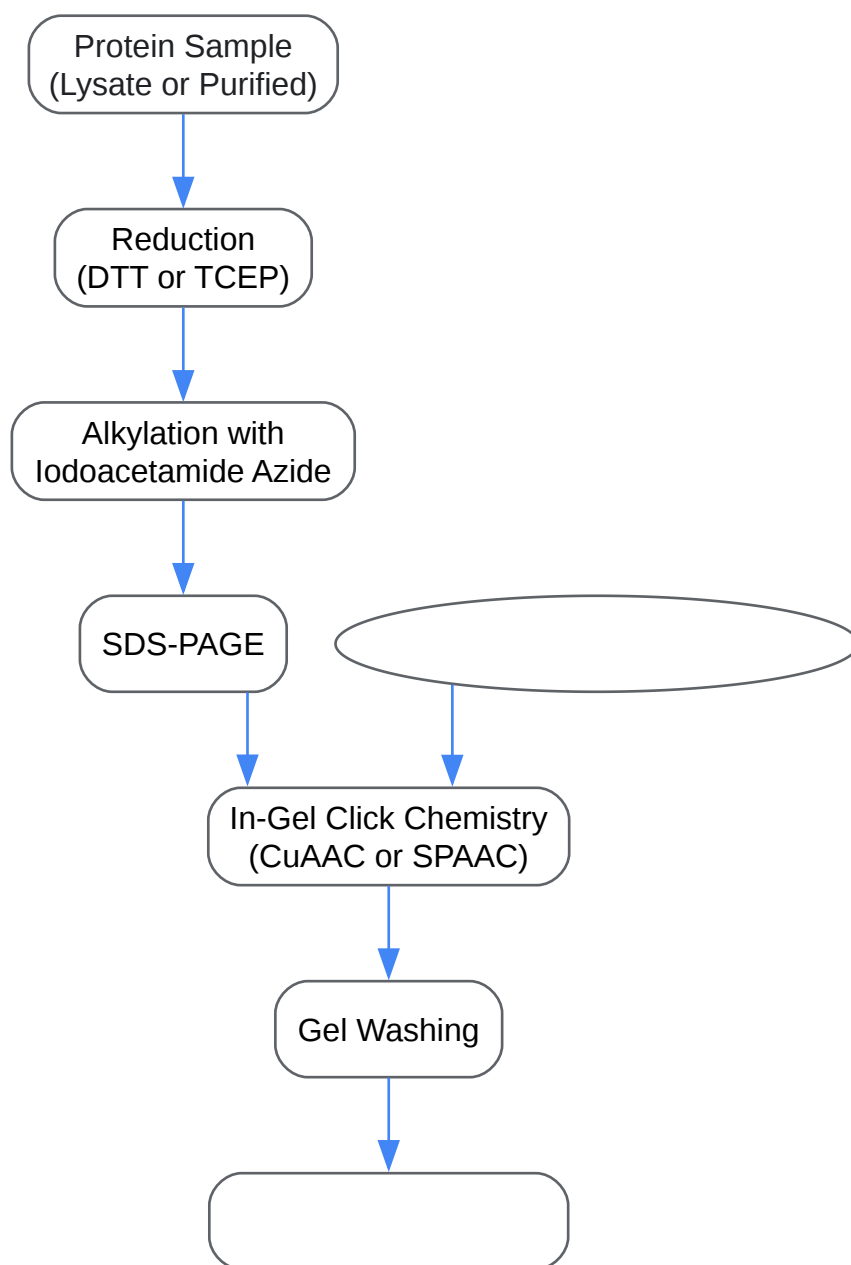 Protein Sample
(Lysate or Purified)
Reduction
(DTT or TCEP)
Alkylation with
Iodoacetamide Azide
SDS-PAGE
In-Gel Click Chemistry
(CuAAC or SPAAC)
Gel Washing